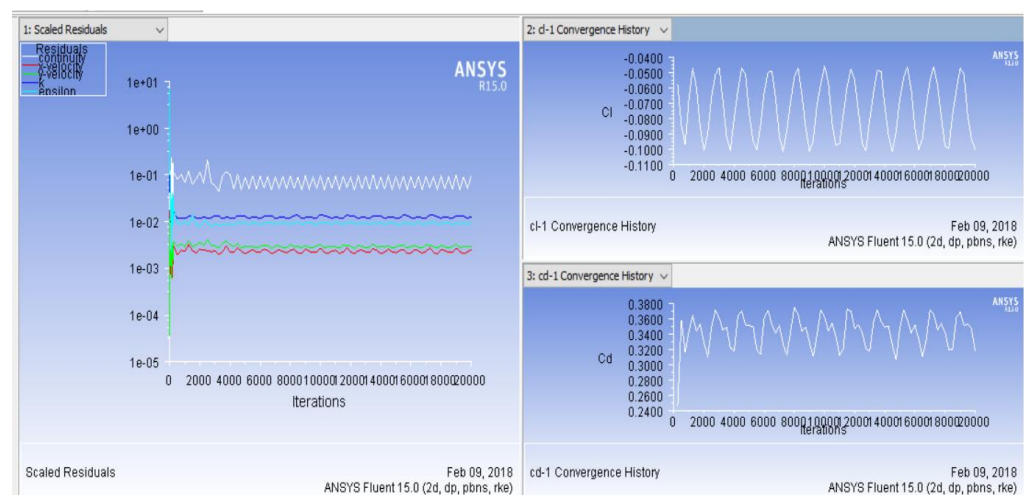 1: Scaled Residuals
Residuals
continuity
x-velocity
y-velocity
k
epsilon
ANSYS
R15.0
1e+01
1e+00
1e-01
1e-02
1e-03
1e-04
1e-05
0 2000 4000 6000 8000 10000 12000 14000 16000 18000 20000
Iterations
Scaled Residuals
Feb 09, 2018
ANSYS Fluent 15.0 (2d, dp, pbns, rke)
2: cl-1 Convergence History
ANSYS
R15.0
-0.0400
-0.0500
-0.0600
-0.0700
-0.0800
-0.0900
-0.1000
-0.1100
Cl
0 2000 4000 6000 8000 10000 12000 14000 16000 18000 20000
Iterations
cl-1 Convergence History
Feb 09, 2018
ANSYS Fluent 15.0 (2d, dp, pbns, rke)
3: cd-1 Convergence History
ANSYS
R15.0
0.3800
0.3600
0.3400
0.3200
0.3000
0.2800
0.2600
0.2400
Cd
0 2000 4000 6000 8000 10000 12000 14000 16000 18000 20000
Iterations
cd-1 Convergence History
Feb 09, 2018
ANSYS Fluent 15.0 (2d, dp, pbns, rke)